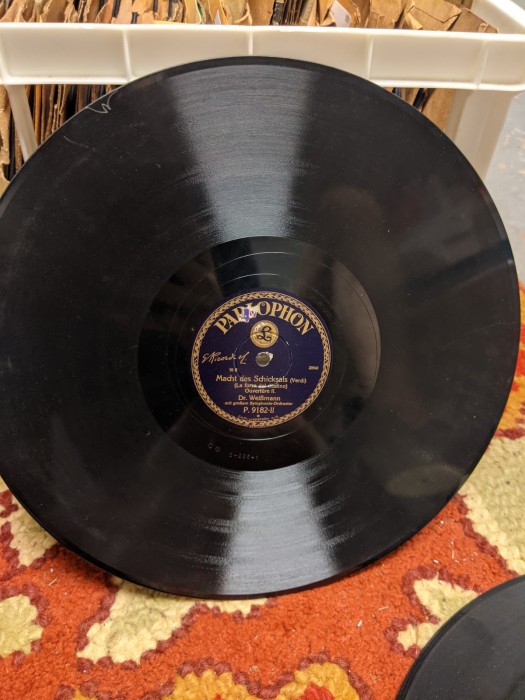 PARLOPHON
£
Macht des Schicksals (Verdi)
(La forza del destino)
Ouvertüre II.
Dr. Weißmann
mit großem Symphonie-Orchester
P. 9182-II